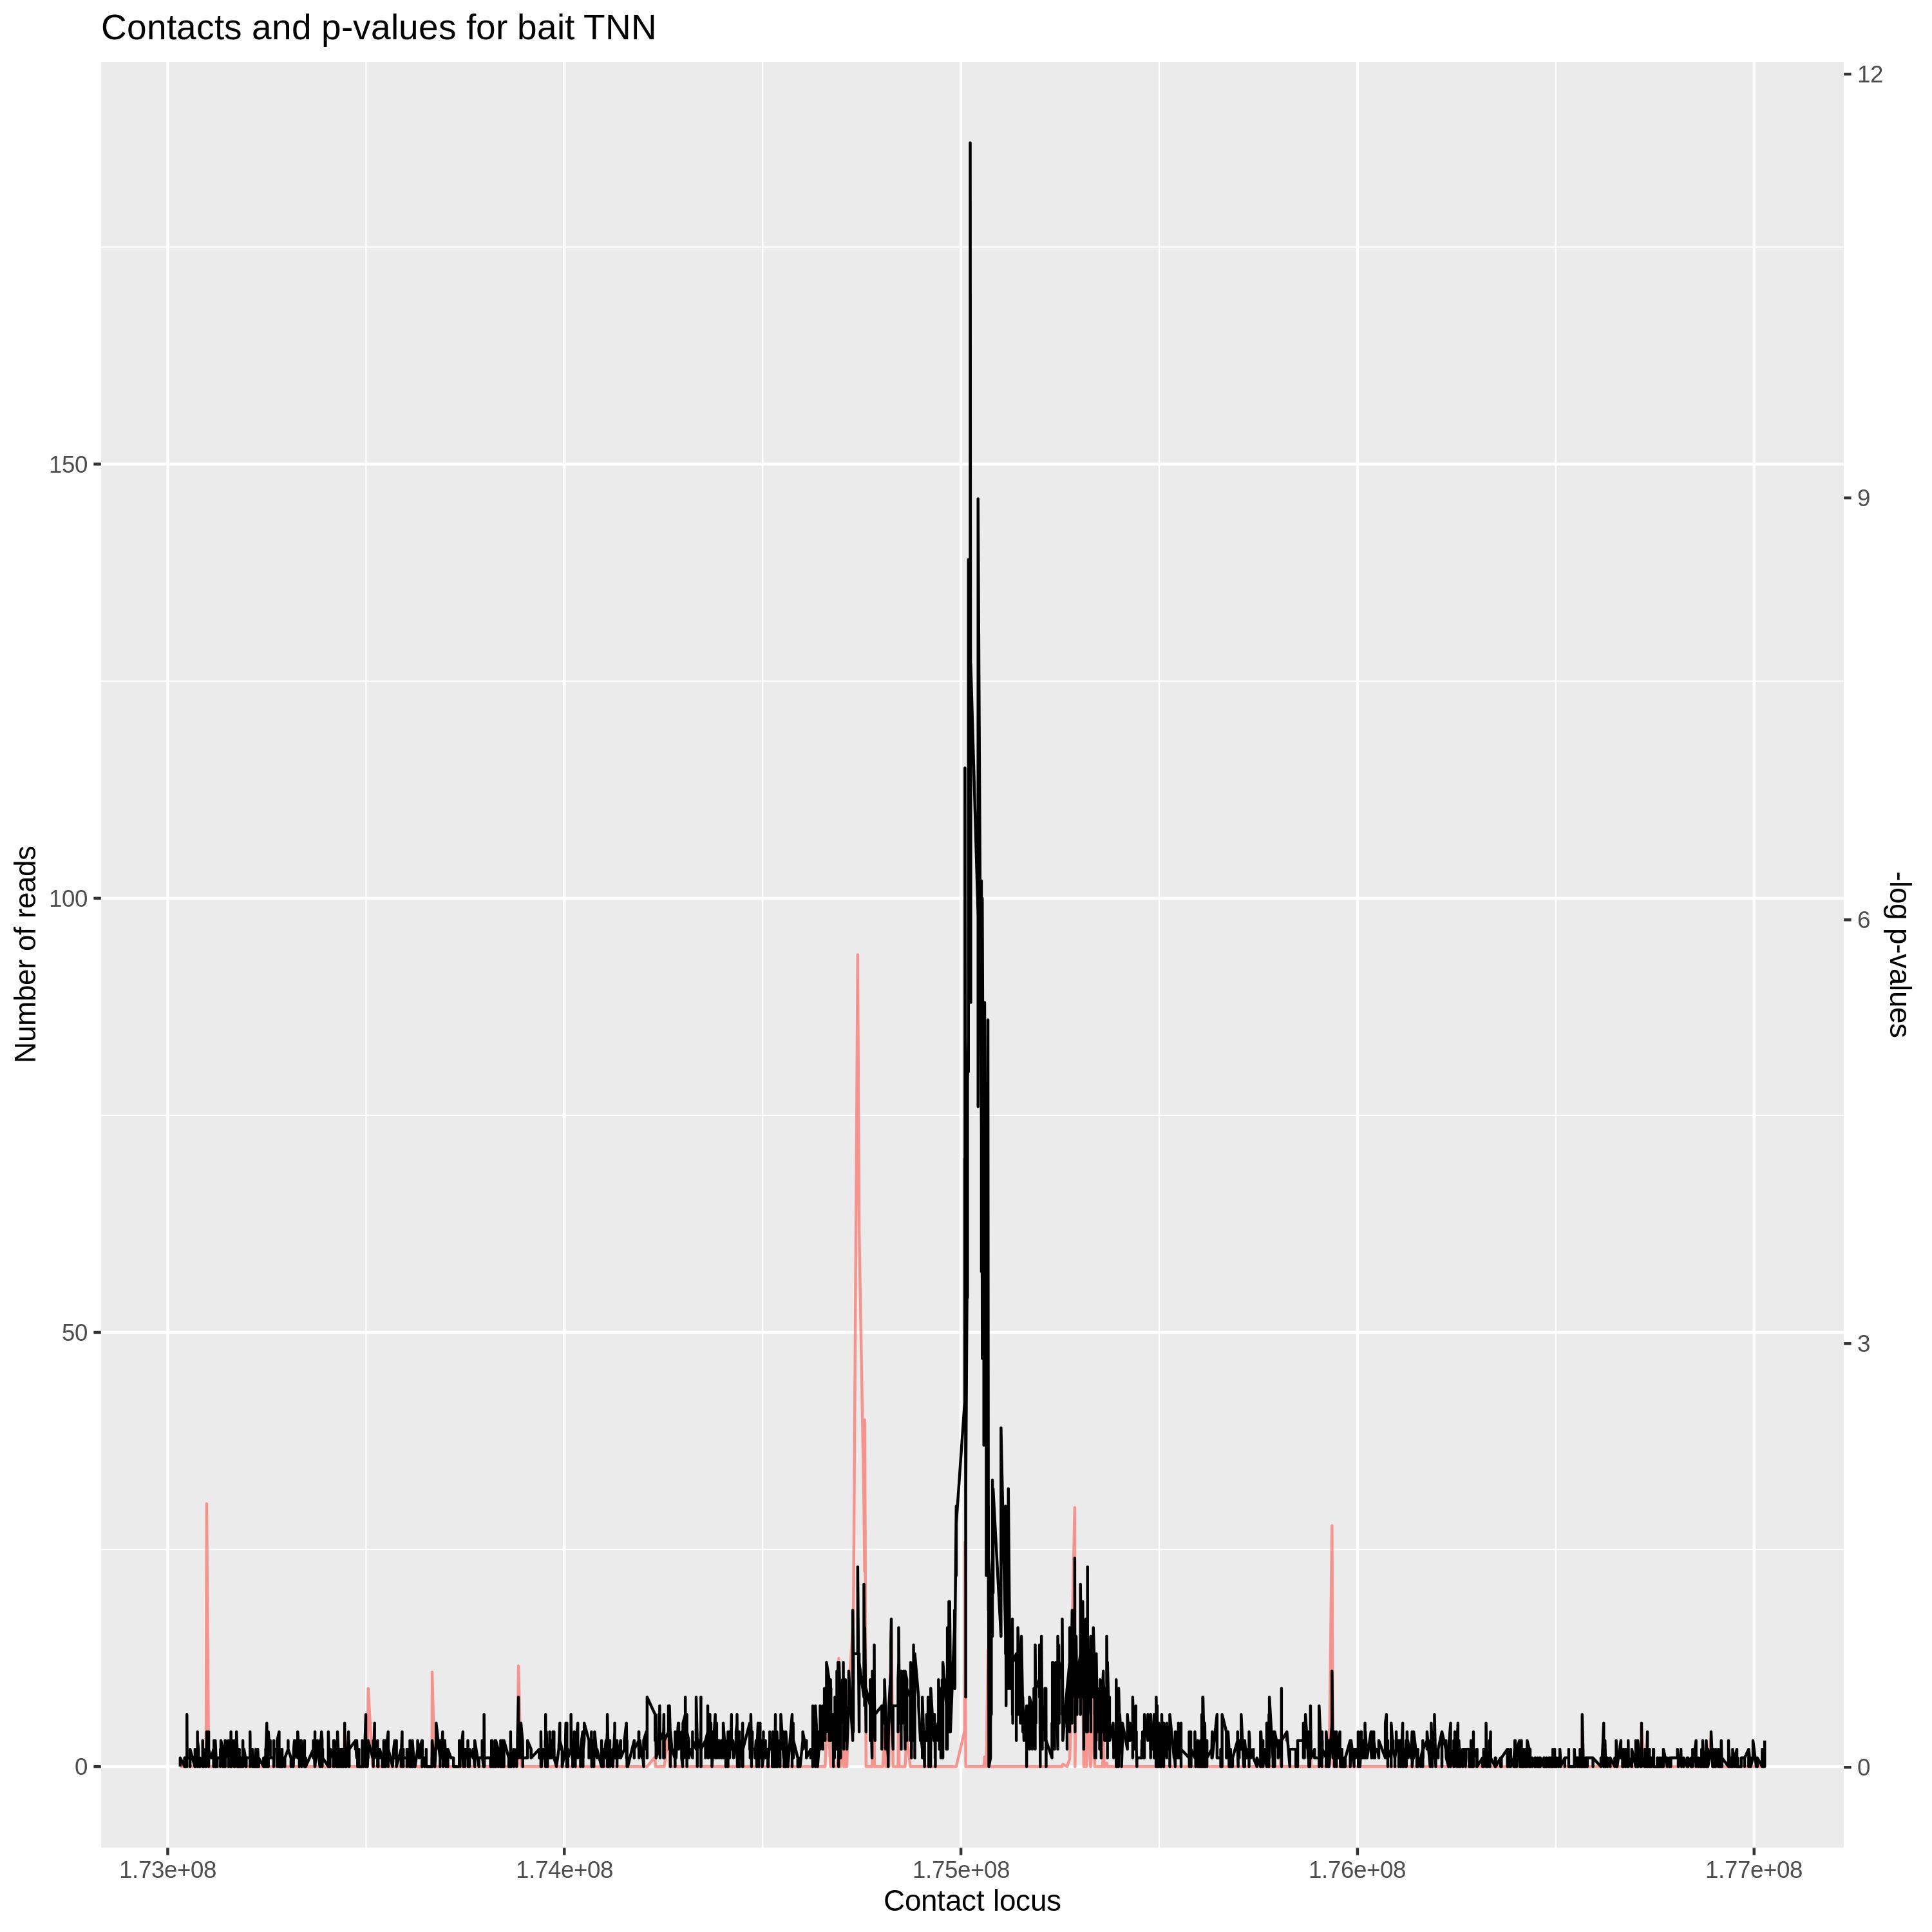 Contacts and p-values for bait TNN
12
150
9
100
6
Number of reads
-log p-values
50
3
0
0
1.73e+08
1.74e+08
1.75e+08
1.76e+08
1.77e+08
Contact locus